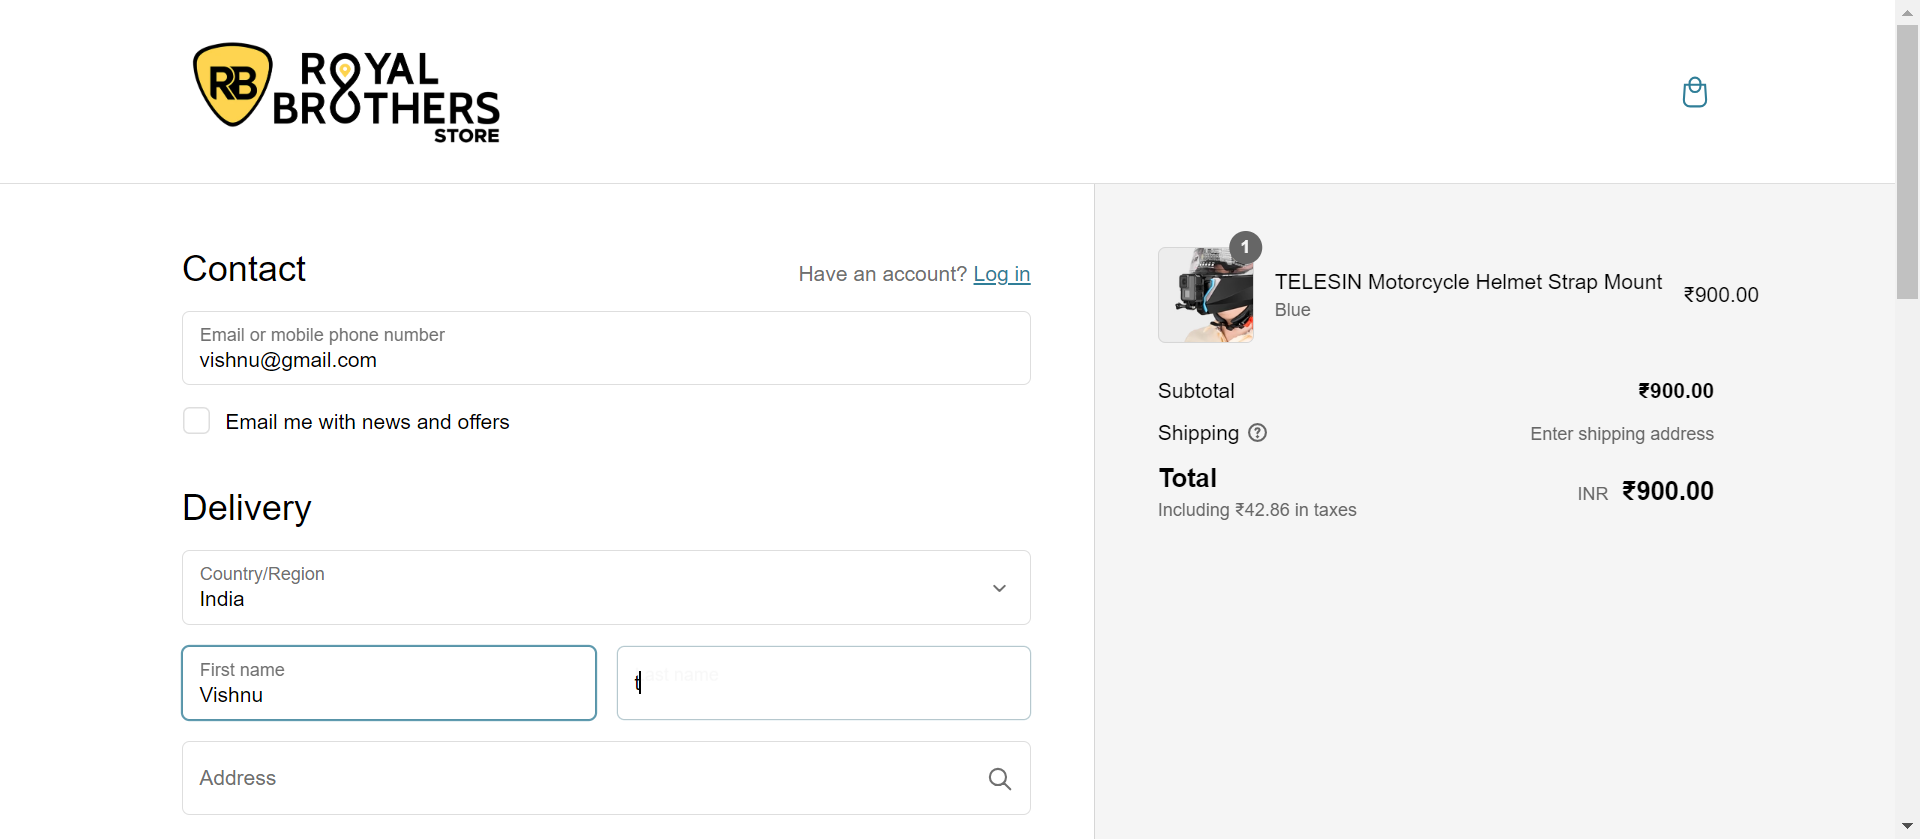 RB ROYAL
BROTHERS
STORE
Contact
Have an account? Log in
Email or mobile phone number
vishnu@gmail.com
Email me with news and offers
Delivery
Country/Region
India
First name
Vishnu
Last name
t
Address
1
TELESIN Motorcycle Helmet Strap Mount
Blue
₹900.00
Subtotal
₹900.00
Shipping
Enter shipping address
Total
INR ₹900.00
Including ₹42.86 in taxes